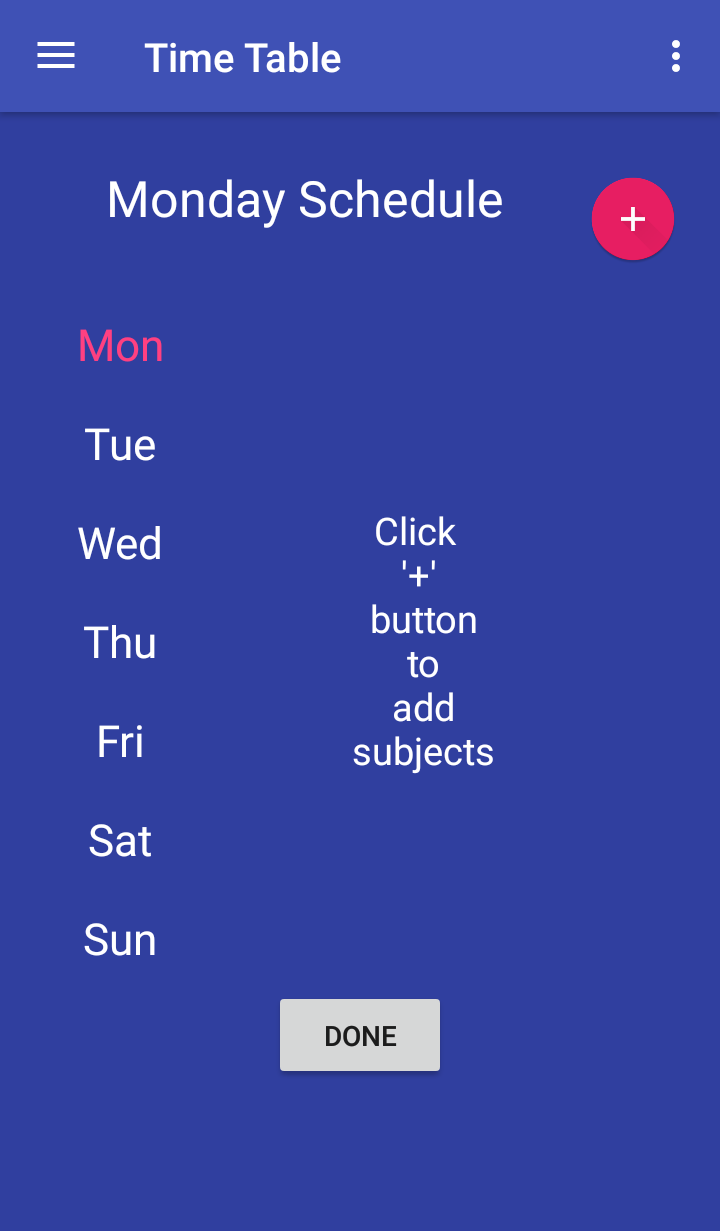 Time Table
Monday Schedule
+
Mon
Tue
Wed
Thu
Fri
Sat
Sun
Click
'+'
button
to
add
subjects
DONE